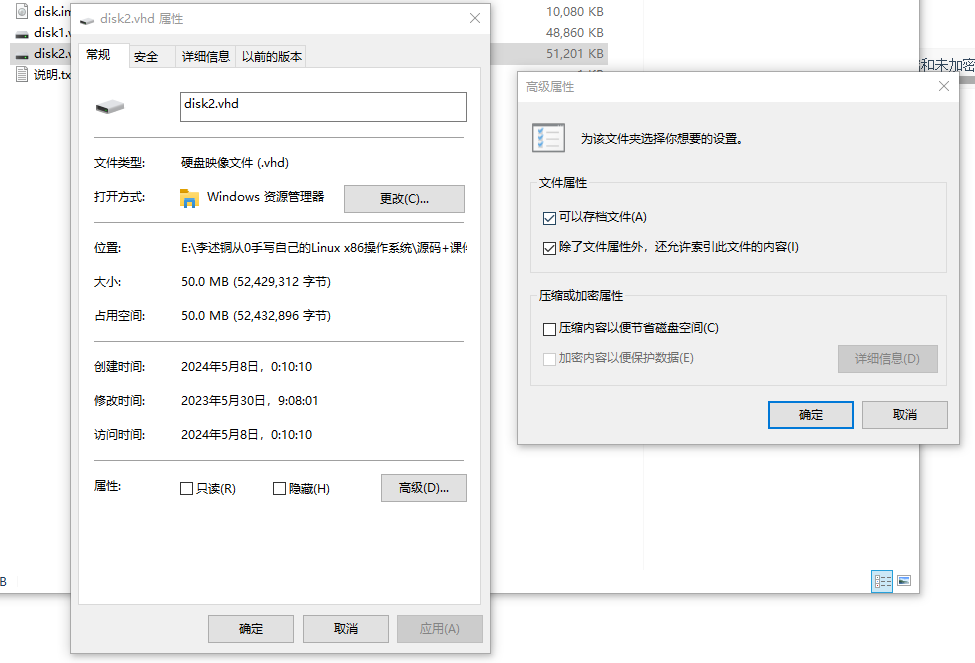 disk.im
10,080 KB
disk1.v
48,860 KB
disk2.v
51,201 KB
说明.tx
和未加密
B
disk2.vhd 属性
常规
安全
详细信息
以前的版本
disk2.vhd
文件类型:
硬盘映像文件 (.vhd)
打开方式:
Windows 资源管理器
更改(C)...
位置:
E:\李述铜从0手写自己的Linux x86操作系统\源码+课件
大小:
50.0 MB (52,429,312 字节)
占用空间:
50.0 MB (52,432,896 字节)
创建时间:
2024年5月8日，0:10:10
修改时间:
2023年5月30日，9:08:01
访问时间:
2024年5月8日，0:10:10
属性:
只读(R)
隐藏(H)
高级(D)...
确定
取消
应用(A)
高级属性
为该文件夹选择你想要的设置。
文件属性
可以存档文件(A)
除了文件属性外，还允许索引此文件的内容(I)
压缩或加密属性
压缩内容以便节省磁盘空间(C)
加密内容以便保护数据(E)
详细信息(D)
确定
取消